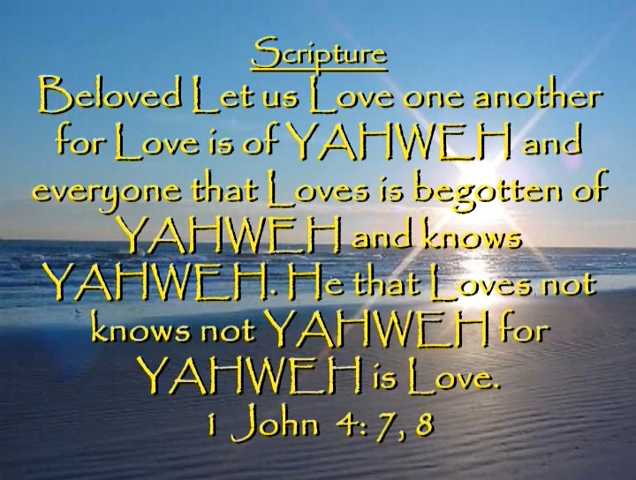 Scripture
Beloved Let us Love one another
for Love is of YAHWEH and
everyone that Loves is begotten of
YAHWEH and knows
YAHWEH. He that Loves not
knows not YAHWEH for
YAHWEH is Love.
1 John 4: 7, 8